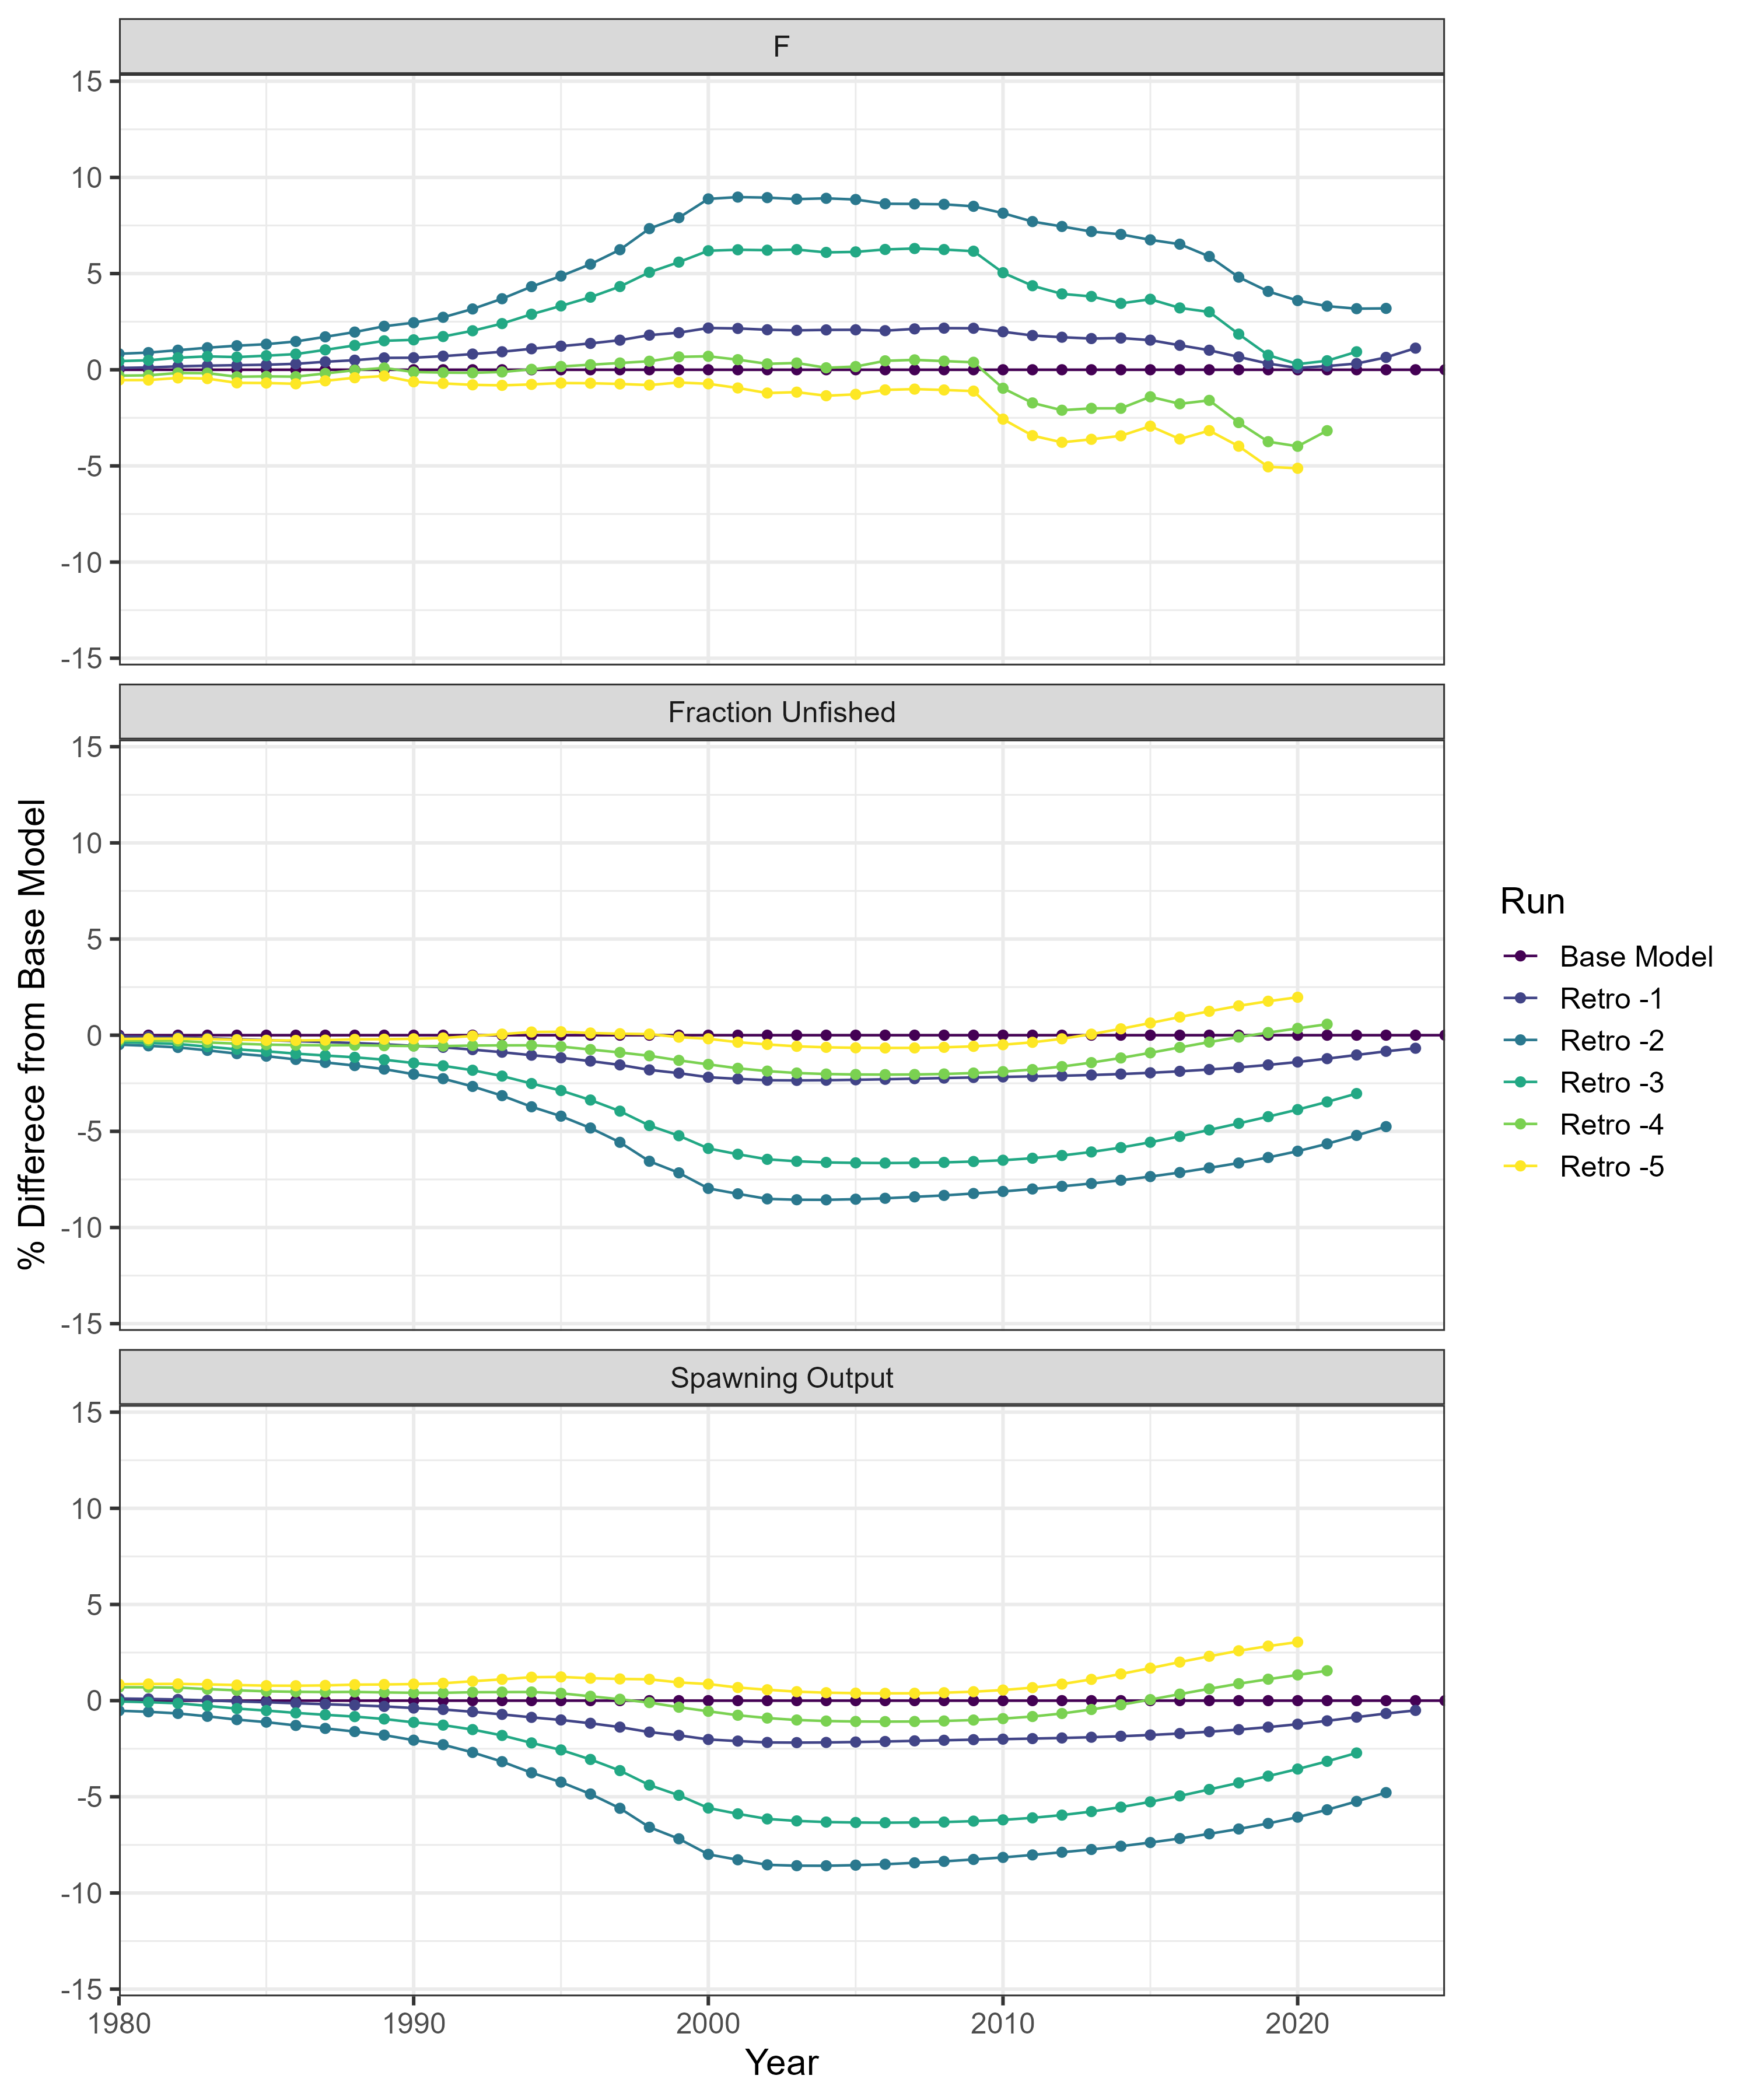 F
15
10
5
0
-5
-10
-15
Fraction Unfished
15
10
5
0
-5
-10
-15
Spawning Output
15
10
5
0
-5
-10
-15
1980 1990 2000 2010 2020
Year
% Differece from Base Model
Run
Base Model
Retro -1
Retro -2
Retro -3
Retro -4
Retro -5